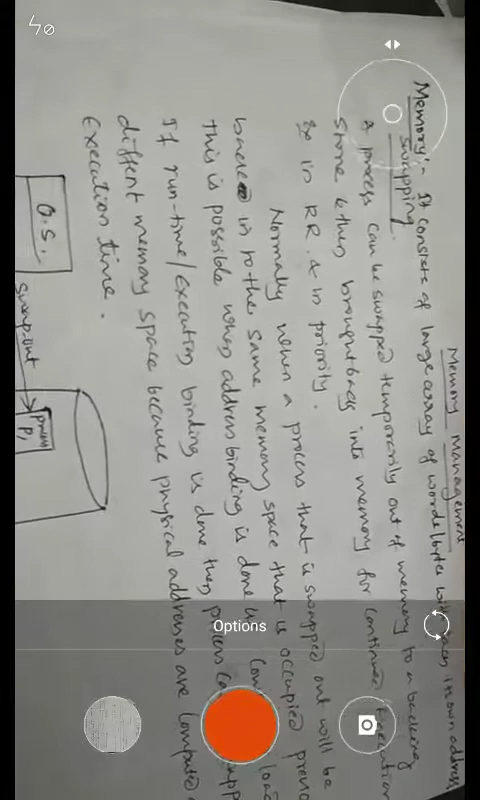 Memory Management
Memory:- It consists of large array of words/bytes with each its own address
Swapping
A process can be swapped temporarily out of memory to a backing
store & then brought back into memory for continued Execution
in RR. & in priority.
Normally when a process that is swapped out will be
back in to the same memory space that is occupied
this is possible when address binding is done
If run-time/execution binding is done then process
different memory space because physical addresses are computed
Execution time.
O.S.
swap out
process
P1
Options